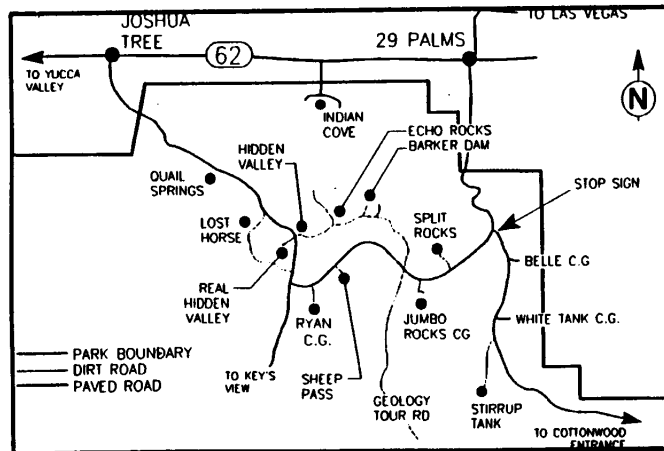 JOSHUA
TREE
62
29 PALMS
TO LAS VEGAS
TO YUCCA
VALLEY
N
INDIAN
COVE
ECHO ROCKS
BARKER DAM
HIDDEN
VALLEY
QUAIL
SPRINGS
STOP SIGN
LOST
HORSE
SPLIT
ROCKS
BELLE C.G
REAL
HIDDEN
VALLEY
RYAN
C.G.
JUMBO
ROCKS CG
WHITE TANK C.G.
PARK BOUNDARY
DIRT ROAD
PAVED ROAD
TO KEY'S
VIEW
SHEEP
PASS
GEOLOGY
TOUR RD
STIRRUP
TANK
TO COTTONWOOD
ENTRANCE